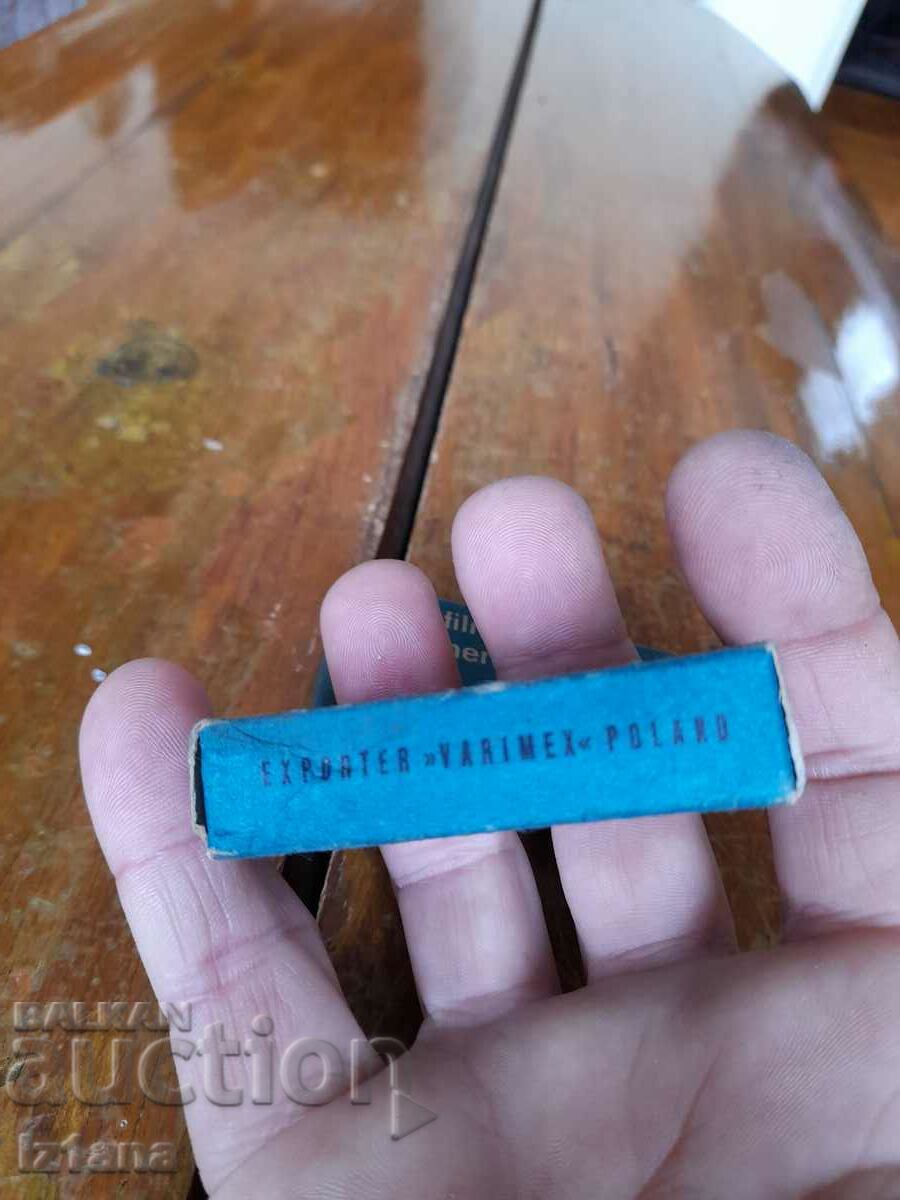 EXPORTER »VARIMEX« POLAND
BALKAN
auction
iztana